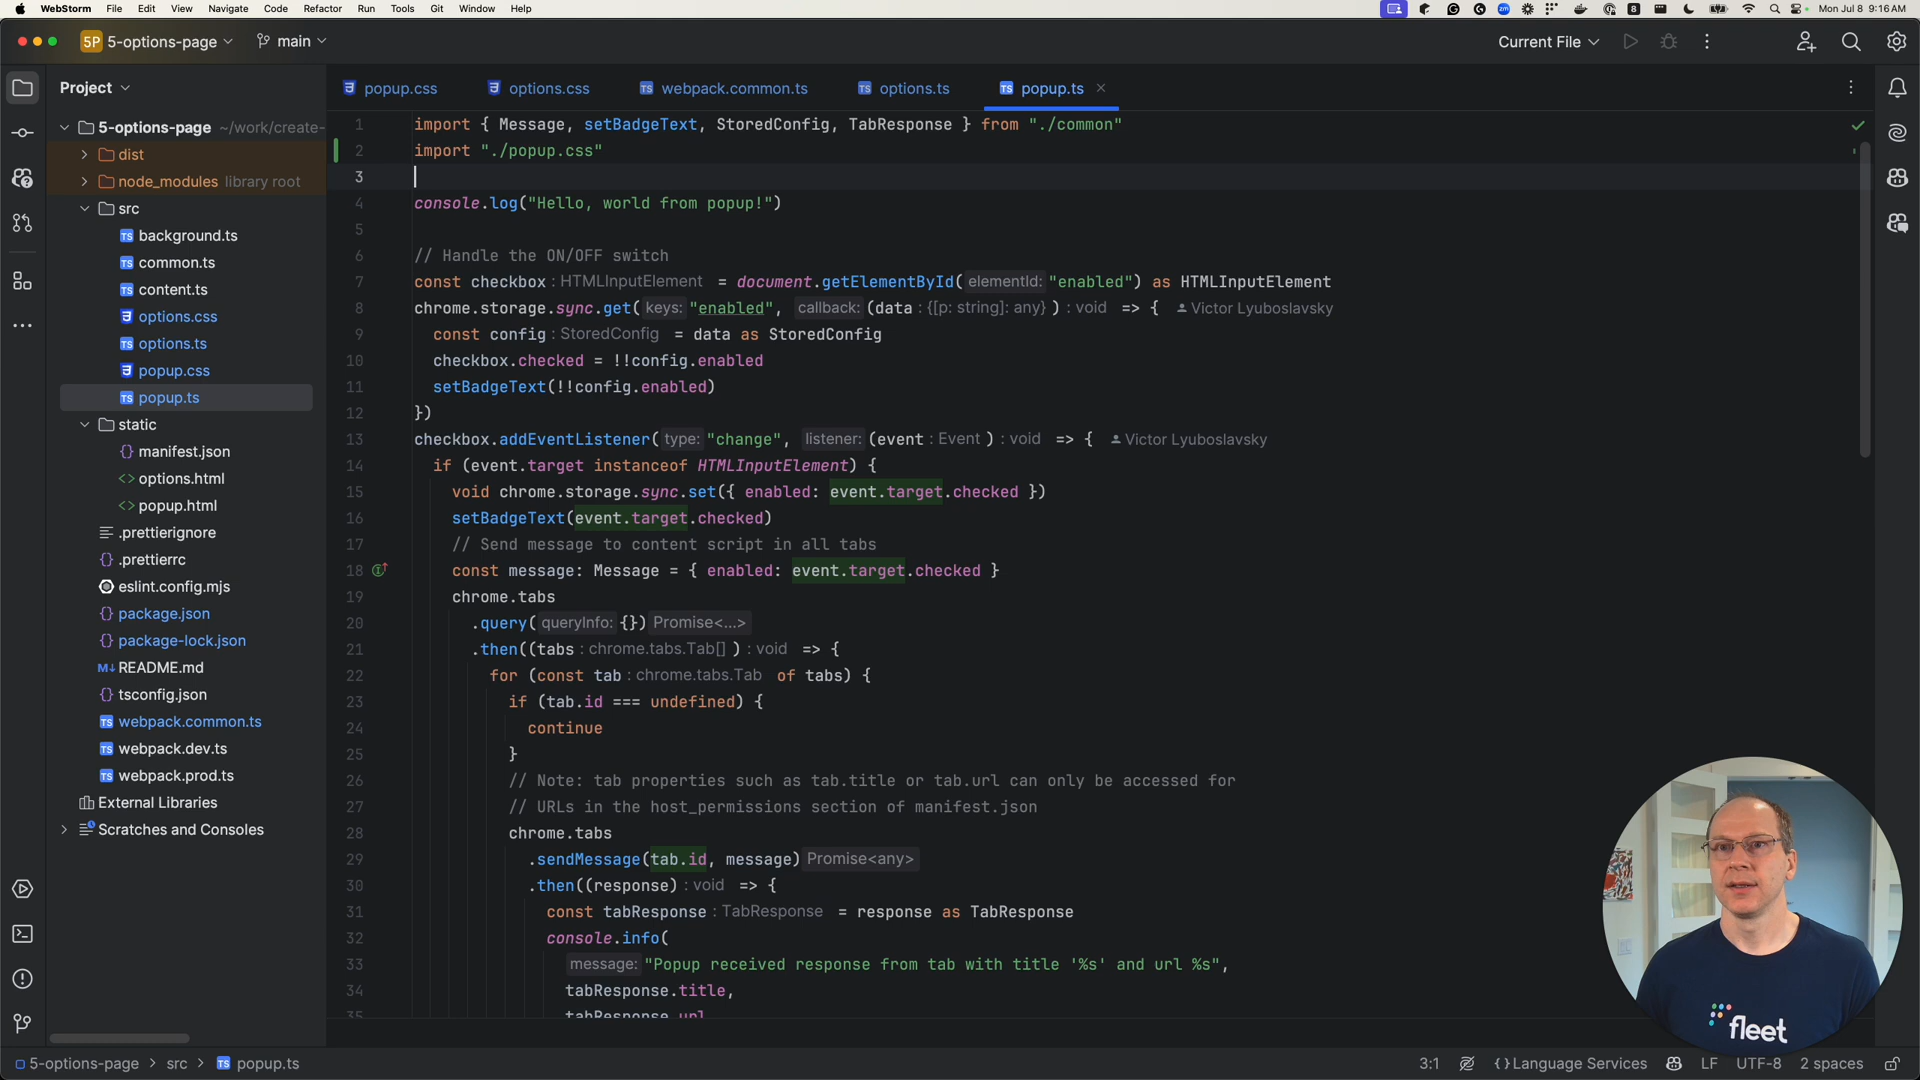 WebStorm File Edit View Navigate Code Refactor Run Tools Git Window Help
Mon Jul 8 9:16 AM
5P 5-options-page main
Current File
Project
popup.css options.css webpack.common.ts options.ts popup.ts
5-options-page ~/work/create-
dist
node_modules library root
src
background.ts
common.ts
content.ts
options.css
options.ts
popup.css
popup.ts
static
manifest.json
options.html
popup.html
.prettierignore
.prettierrc
eslint.config.mjs
package.json
package-lock.json
README.md
tsconfig.json
webpack.common.ts
webpack.dev.ts
webpack.prod.ts
External Libraries
Scratches and Consoles
1 import { Message, setBadgeText, StoredConfig, TabResponse } from "./common"
2 import "./popup.css"
3
4 console.log("Hello, world from popup!")
5
6 // Handle the ON/OFF switch
7 const checkbox : HTMLInputElement = document.getElementById( elementId: "enabled") as HTMLInputElement
8 chrome.storage.sync.get( keys: "enabled", callback: (data : {[p: string]: any} ) : void => { Victor Lyuboslavsky
9 const config : StoredConfig = data as StoredConfig
10 checkbox.checked = !!config.enabled
11 setBadgeText(!!config.enabled)
12 })
13 checkbox.addEventListener( type: "change", listener: (event : Event ) : void => { Victor Lyuboslavsky
14 if (event.target instanceof HTMLInputElement) {
15 void chrome.storage.sync.set({ enabled: event.target.checked })
16 setBadgeText(event.target.checked)
17 // Send message to content script in all tabs
18 const message: Message = { enabled: event.target.checked }
19 chrome.tabs
20 .query( queryInfo: {}) Promise<...>
21 .then((tabs : chrome.tabs.Tab[] ) : void => {
22 for (const tab : chrome.tabs.Tab of tabs) {
23 if (tab.id === undefined) {
24 continue
25 }
26 // Note: tab properties such as tab.title or tab.url can only be accessed for
27 // URLs in the host_permissions section of manifest.json
28 chrome.tabs
29 .sendMessage(tab.id, message) Promise<any>
30 .then((response) : void => {
31 const tabResponse : TabResponse = response as TabResponse
32 console.info(
33 message: "Popup received response from tab with title '%s' and url %s",
34 tabResponse.title,
35 tabResponse.url
fleet
5-options-page > src > popup.ts
3:1 {} Language Services LF UTF-8 2 spaces